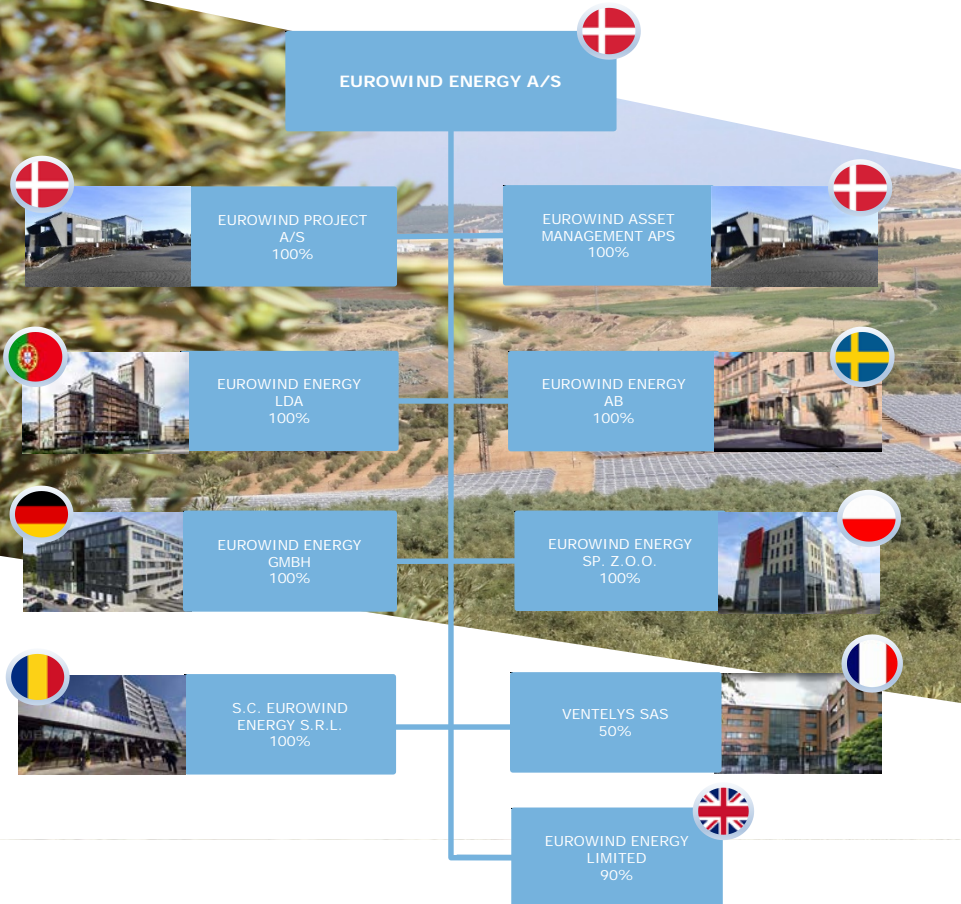 EUROWIND ENERGY A/S
EUROWIND PROJECT
A/S
100%
EUROWIND ASSET
MANAGEMENT APS
100%
EUROWIND ENERGY
LDA
100%
EUROWIND ENERGY
AB
100%
EUROWIND ENERGY
GMBH
100%
EUROWIND ENERGY
SP. Z.O.O.
100%
S.C. EUROWIND
ENERGY S.R.L.
100%
VENTELYS SAS
50%
EUROWIND ENERGY
LIMITED
90%